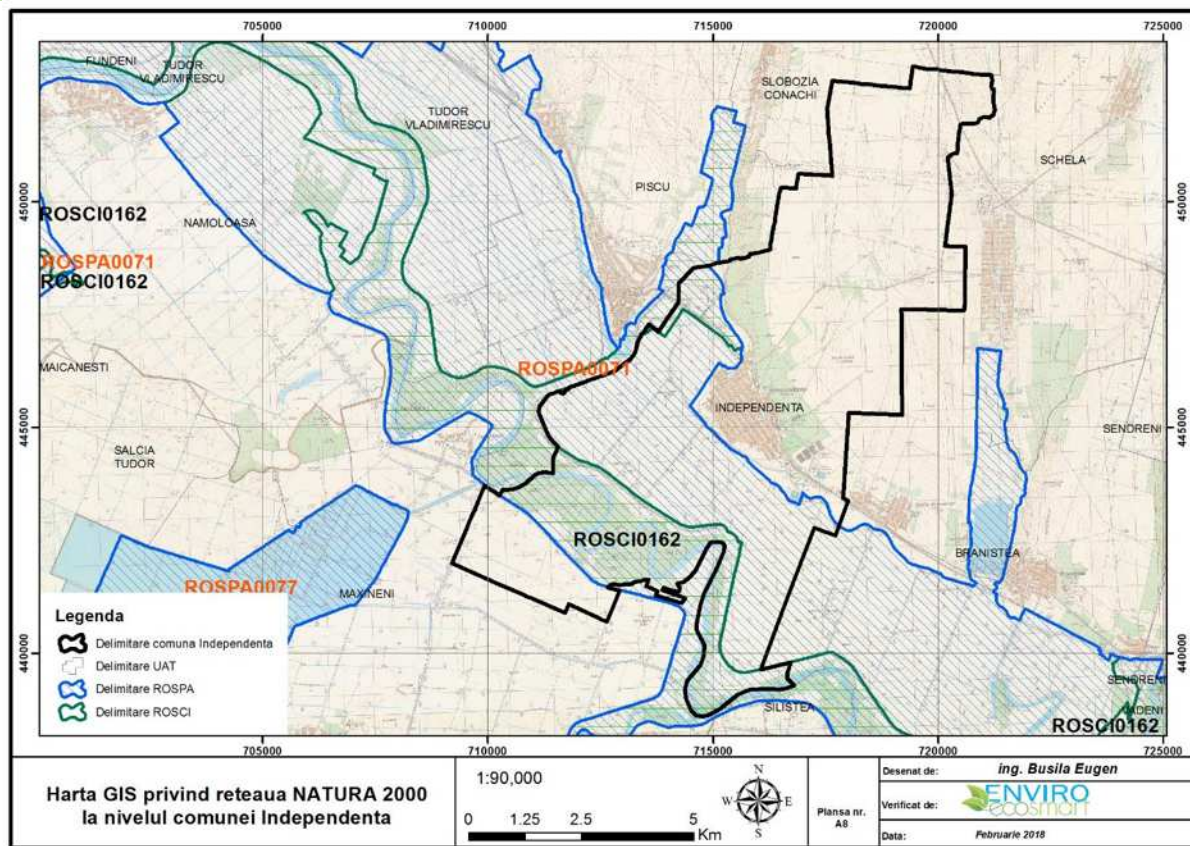 705000 710000 715000 720000 725000
FUNDENI
TUDOR
VLADIMIRESCU
TUDOR
VLADIMIRESCU
SLOBOZIA
CONACHI
SCHELA
PISCU
450000
450000
ROSCI0162
NAMOLOASA
ROSPA0071
ROSCI0162
MAICANESTI
ROSPA0071
INDEPENDENTA
445000
445000
SENDRENI
SALCIA
TUDOR
ROSCI0162
BRANISTEA
ROSPA0077
MAXINENI
Legenda
Delimitare comuna Independenta
Delimitare UAT
Delimitare ROSPA
Delimitare ROSCI
440000
440000
SENDRENI
VADENI
SILISTEA
ROSCI0162
705000 710000 715000 720000 725000
Harta GIS privind reteaua NATURA 2000
la nivelul comunei Independenta
1:90,000
0 1.25 2.5 5
Km
N
W E
S
Plansa nr.
A8
Desenat de: ing. Busila Eugen
Verificat de: ENVIRO
ecosmart
Data: Februarie 2018